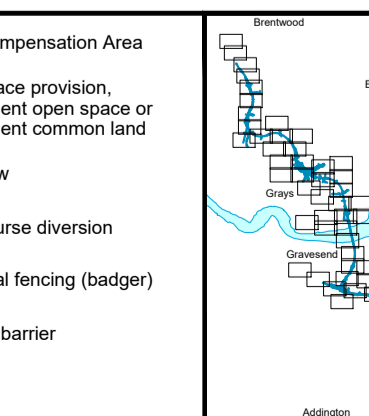 mpensation Area
ace provision,
ent open space or
ent common land
w
urse diversion
al fencing (badger)
barrier
Brentwood
E
Grays
Gravesend
Addington